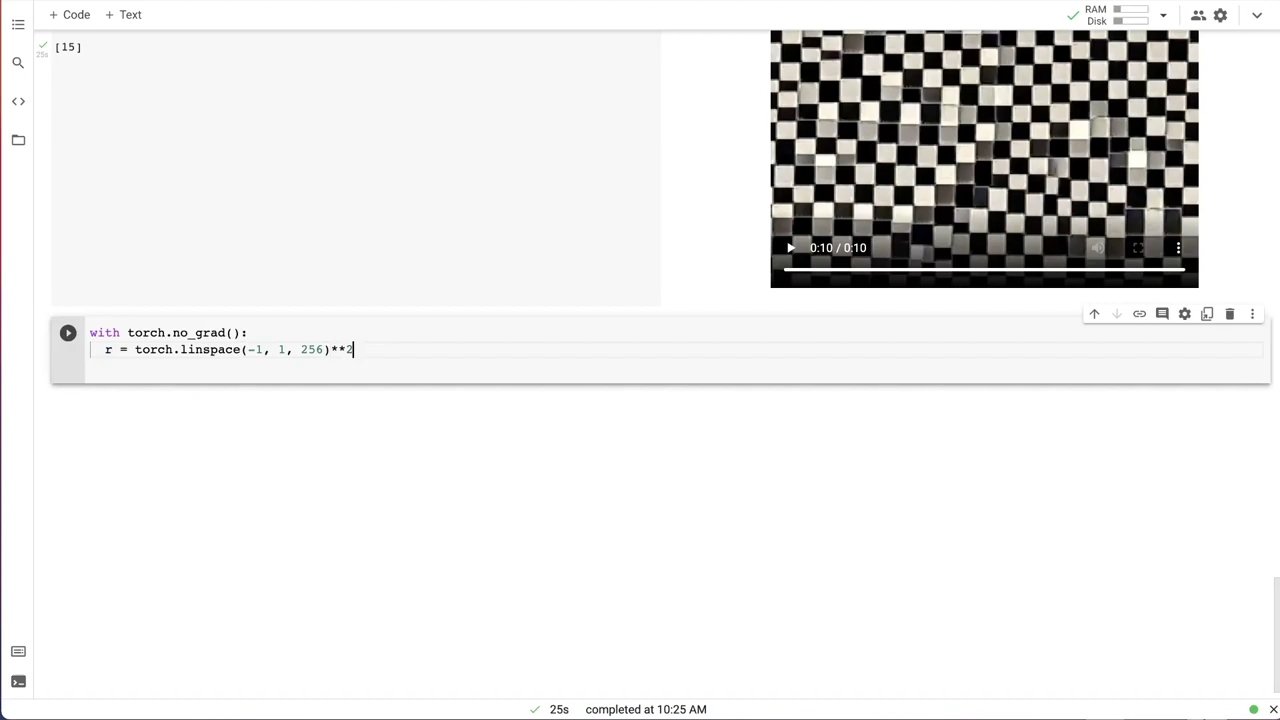 + Code + Text
RAM
Disk
[15]
25s
0:10 / 0:10
with torch.no_grad():
r = torch.linspace(-1, 1, 256)**2
25s completed at 10:25 AM